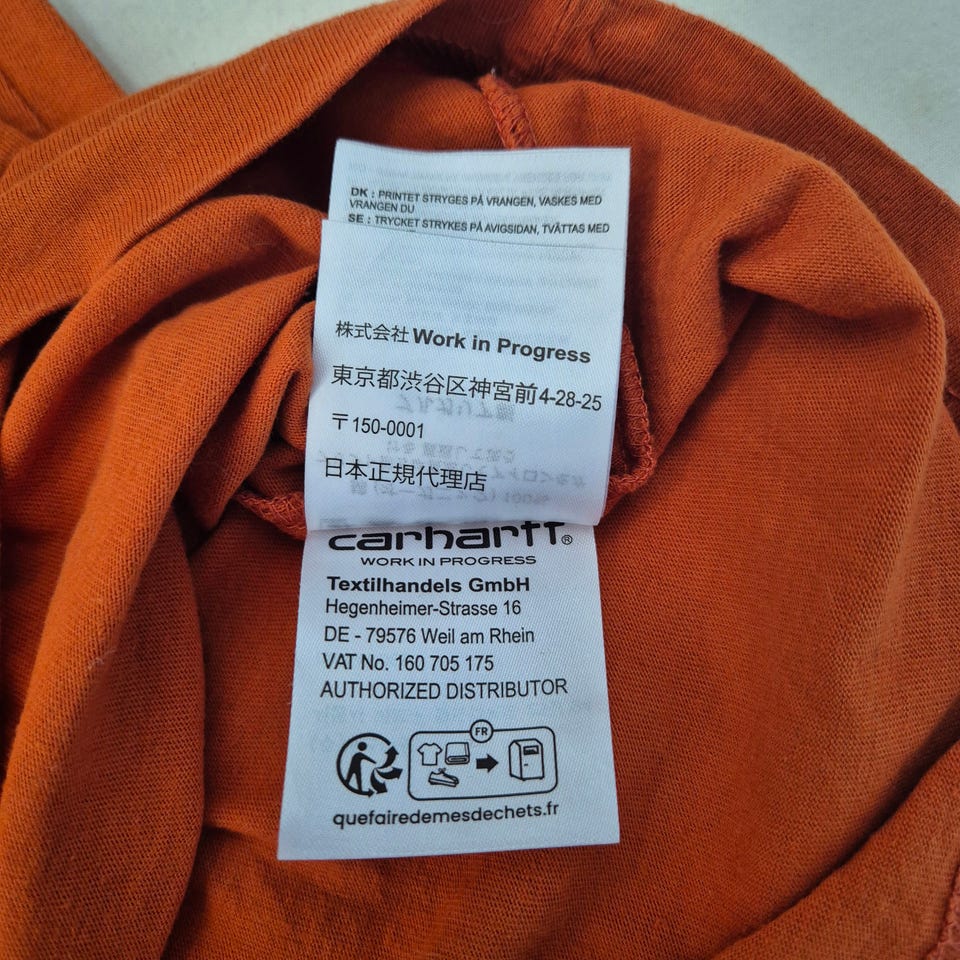 DK : PRINTET STRYGES PÅ VRANGEN, VASKES MED
VRANGEN DU
SE : TRYCKET STRYKES PÅ AVIGSIDAN, TVÄTTAS MED
株式会社 Work in Progress
東京都渋谷区神宮前4-28-25
〒150-0001
日本正規代理店
carhartt®
WORK IN PROGRESS
Textilhandels GmbH
Hegenheimer-Strasse 16
DE - 79576 Weil am Rhein
VAT No. 160 705 175
AUTHORIZED DISTRIBUTOR
FR
quefairedemesdechets.fr